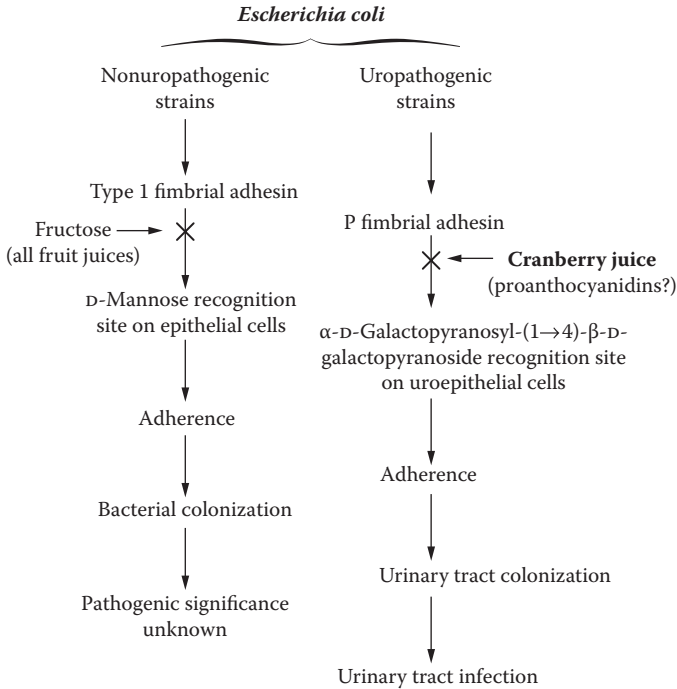 Escherichia coli
Nonuropathogenic
strains
Type 1 fimbrial adhesin
Fructose
(all fruit juices)
D-Mannose recognition
site on epithelial cells
Adherence
Bacterial colonization
Pathogenic significance
unknown
Uropathogenic
strains
P fimbrial adhesin
Cranberry juice
(proanthocyanidins?)
α-D-Galactopyranosyl-(1→4)-β-D-
galactopyranoside recognition site
on uroepithelial cells
Adherence
Urinary tract colonization
Urinary tract infection